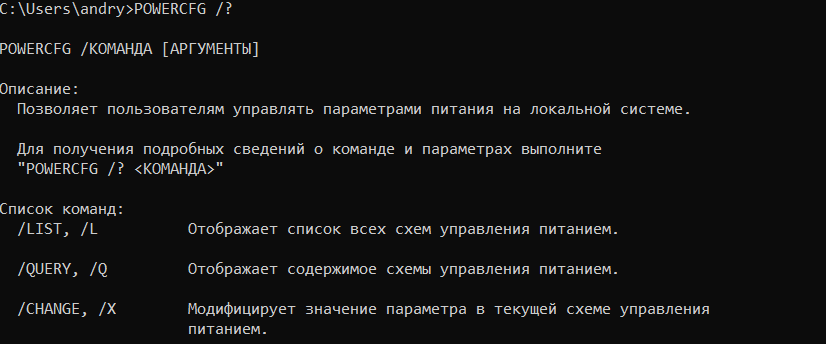 C:\Users\andry>POWERCFG /?
POWERCFG /КОМАНДА [АРГУМЕНТЫ]
Описание:
Позволяет пользователям управлять параметрами питания на локальной системе.
Для получения подробных сведений о команде и параметрах выполните
"POWERCFG /? <КОМАНДА>"
Список команд:
/LIST, /L Отображает список всех схем управления питанием.
/QUERY, /Q Отображает содержимое схемы управления питанием.
/CHANGE, /X Модифицирует значение параметра в текущей схеме управления
питанием.